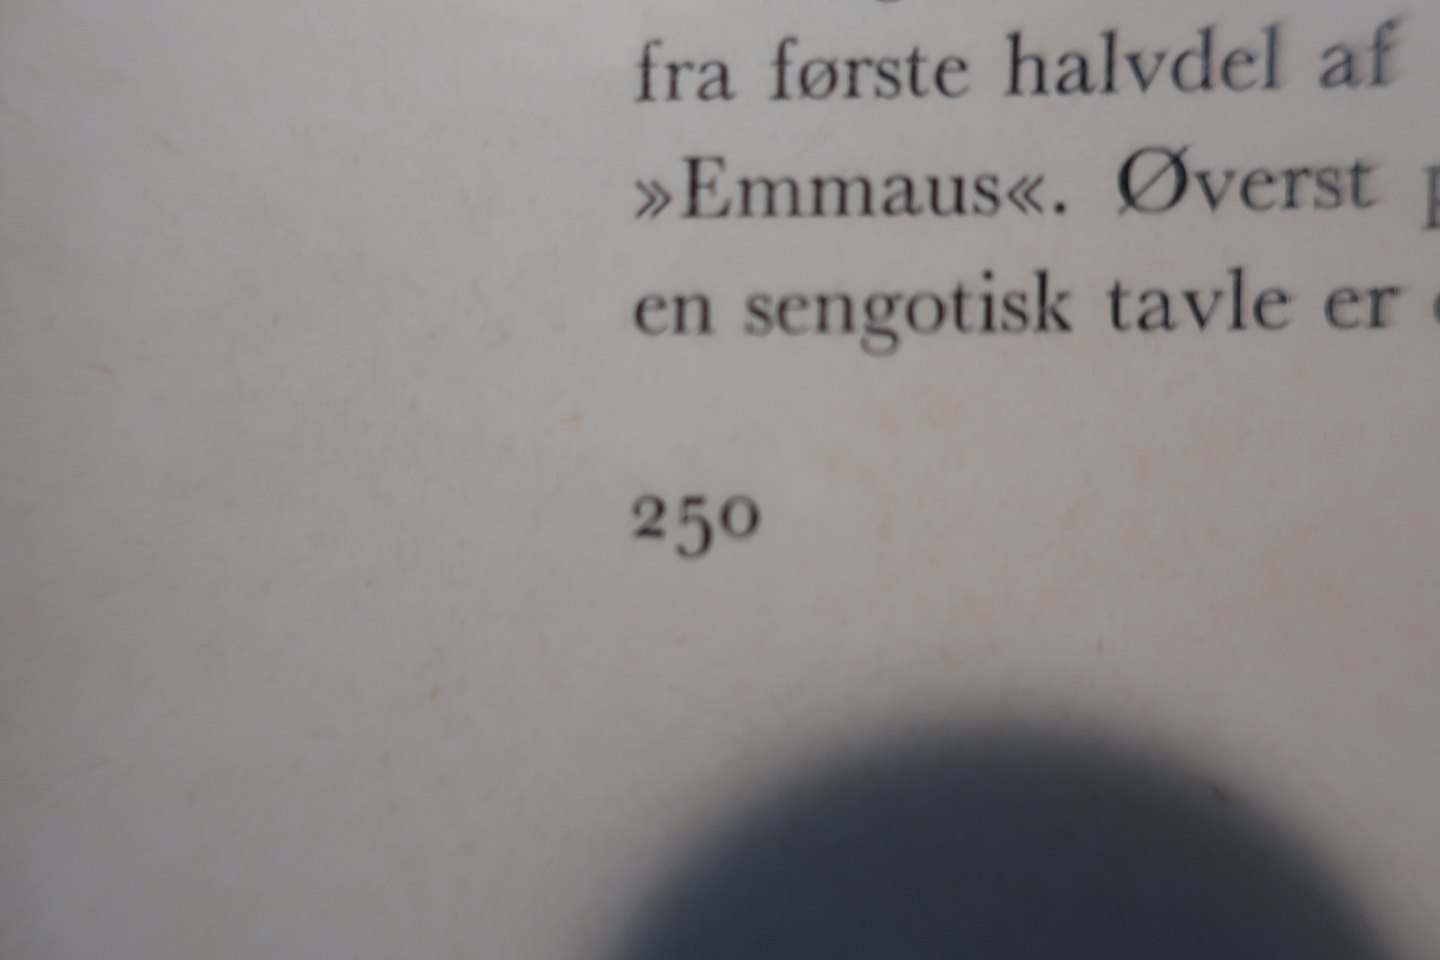 fra første halvdel af
»Emmaus«. Øverst
en sengotisk tavle er
250